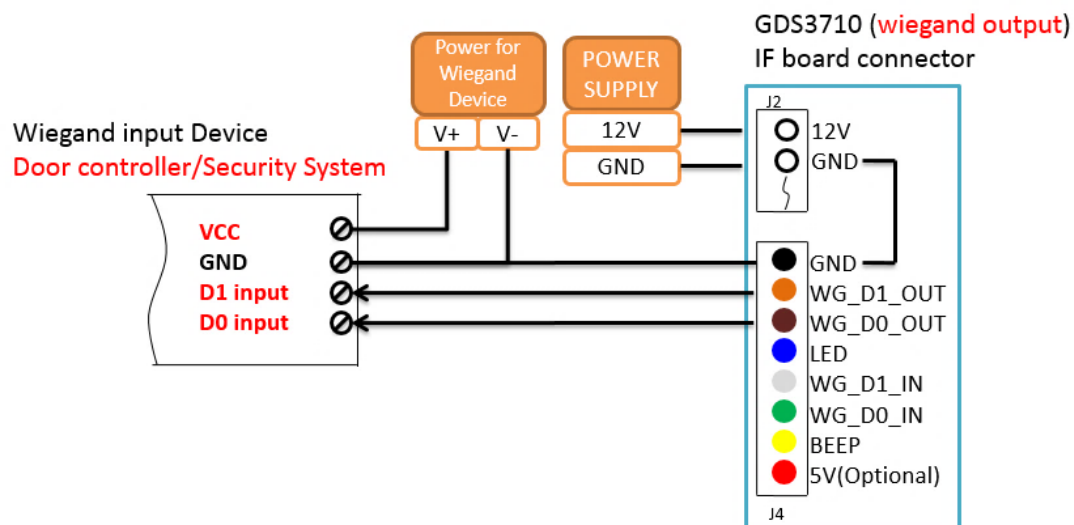 GDS3710 (wiegand output)
IF board connector
Power for
Wiegand
Device
V+ V-
POWER
SUPPLY
12V
GND
Wiegand input Device
Door controller/Security System
VCC
GND
D1 input
D0 input
J2
12V
GND
GND
WG_D1_OUT
WG_D0_OUT
LED
WG_D1_IN
WG_D0_IN
BEEP
5V(Optional)
J4